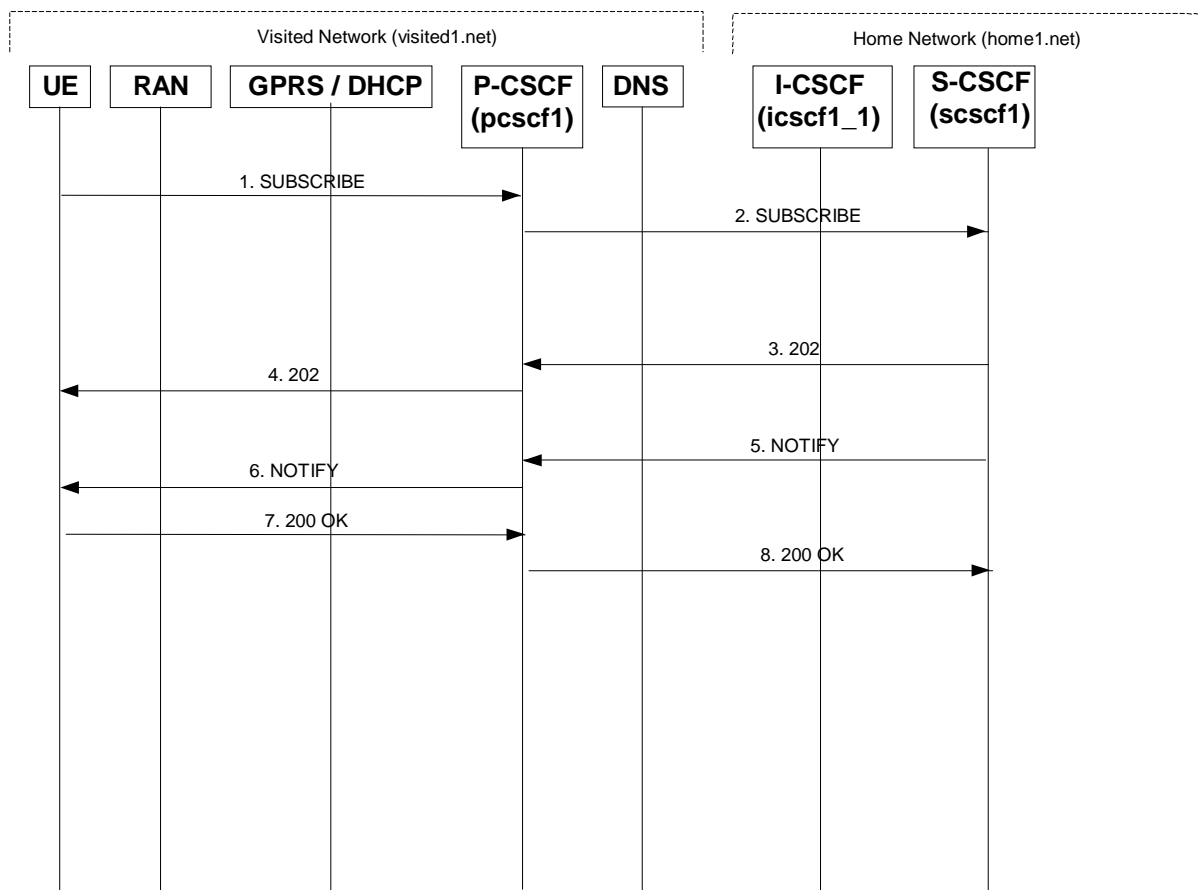 Visited Network (visited1.net)
Home Network (home1.net)
UE
RAN
GPRS / DHCP
P-CSCF
(pcscf1)
DNS
I-CSCF
(icscf1_1)
S-CSCF
(scscf1)
1. SUBSCRIBE
2. SUBSCRIBE
3. 202
4. 202
5. NOTIFY
6. NOTIFY
7. 200 OK
8. 200 OK